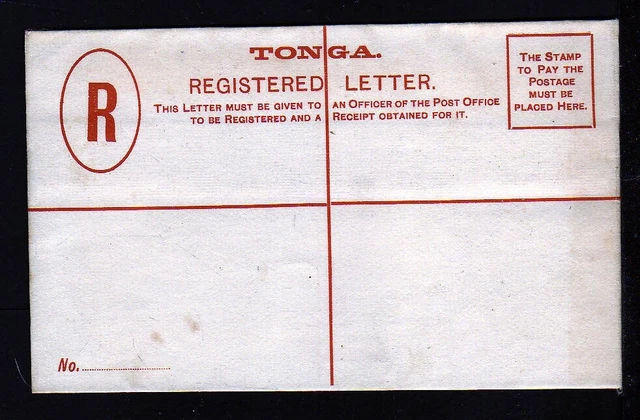 TONGA.
REGISTERED LETTER.
THIS LETTER MUST BE GIVEN TO AN OFFICER OF THE POST OFFICE
TO BE REGISTERED AND A RECEIPT OBTAINED FOR IT.
R
THE STAMP
TO PAY THE
POSTAGE
MUST BE
PLACED HERE.
No. ........................